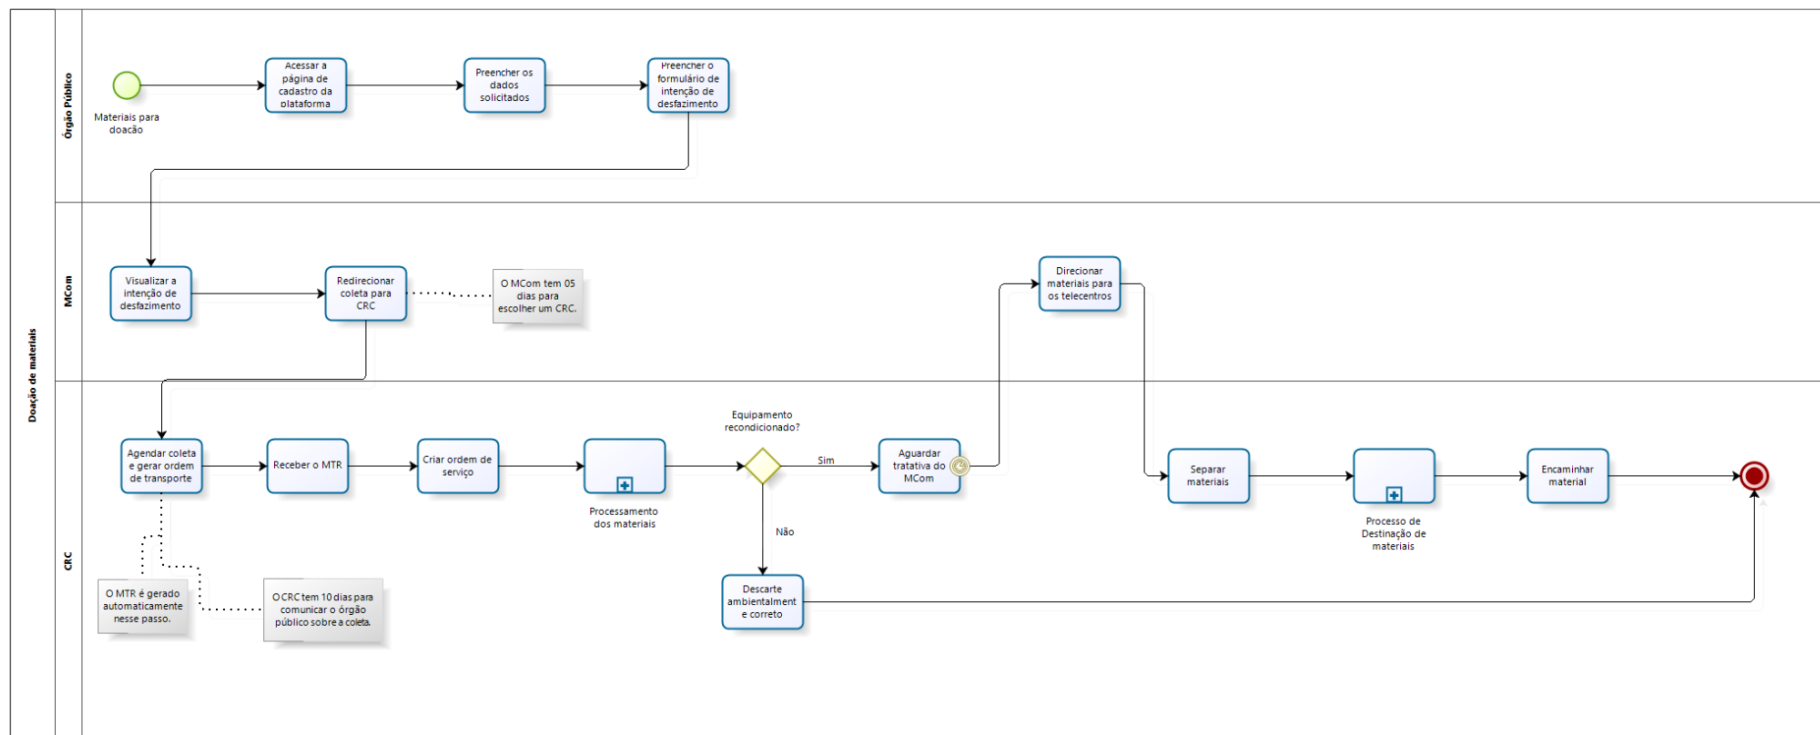 Doação de materiais
Órgão Público
Materiais para
doacão
Acessar a
página de
cadastro da
plataforma
Preencher os
dados
solicitados
Preencher o
formulário de
intenção de
desfazimento
MCom
Visualizar a
intenção de
desfazimento
Redirecionar
coleta para
CRC
O MCom tem 05
dias para
escolher um CRC.
Direcionar
materiais para
os telecentros
CRC
Agendar coleta
e gerar ordem
de transporte
Receber o MTR
Criar ordem de
serviço
Processamento
dos materiais
Equipamento
recondicionado?
Sim
Não
Aguardar
tratativa do
MCom
Separar
materiais
Processo de
Destinação de
materiais
Encaminhar
material
Descarte
ambientalment
e correto
O MTR é gerado
automaticamente
nesse passo.
O CRC tem 10 dias para
comunicar o órgão
público sobre a coleta.